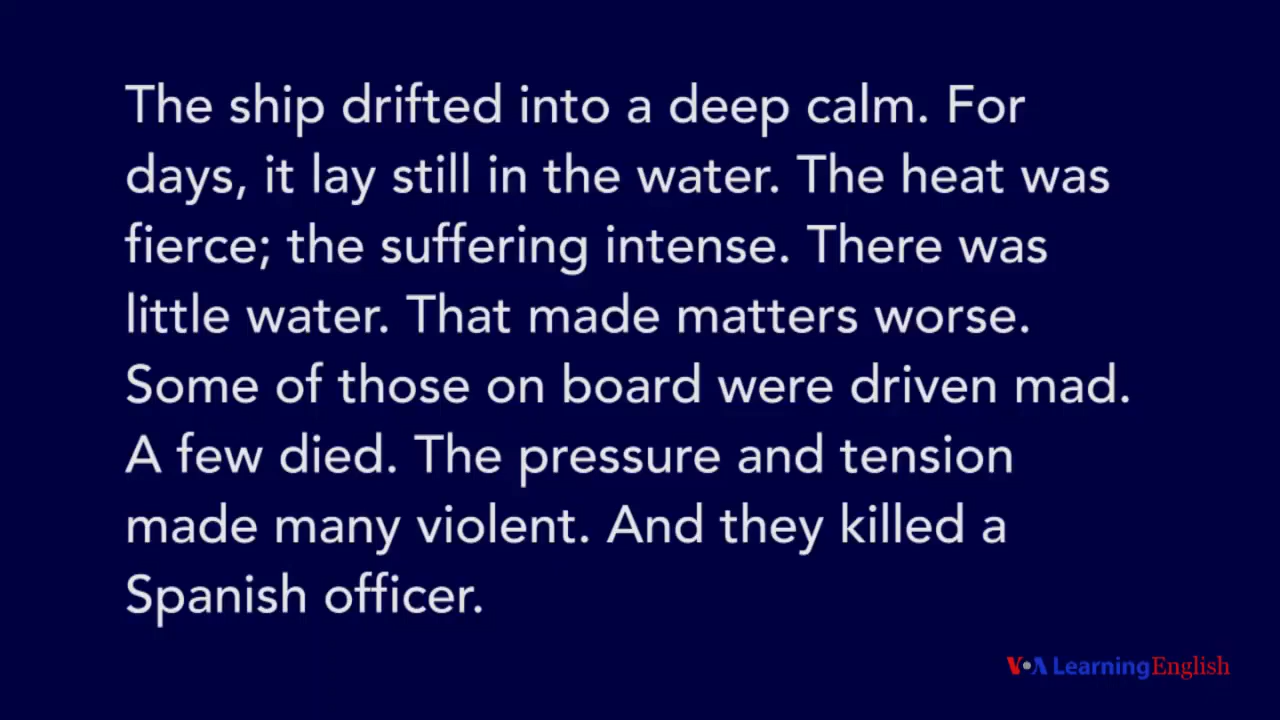 The ship drifted into a deep calm. For
days, it lay still in the water. The heat was
fierce; the suffering intense. There was
little water. That made matters worse.
Some of those on board were driven mad.
A few died. The pressure and tension
made many violent. And they killed a
Spanish officer.
VOA Learning English